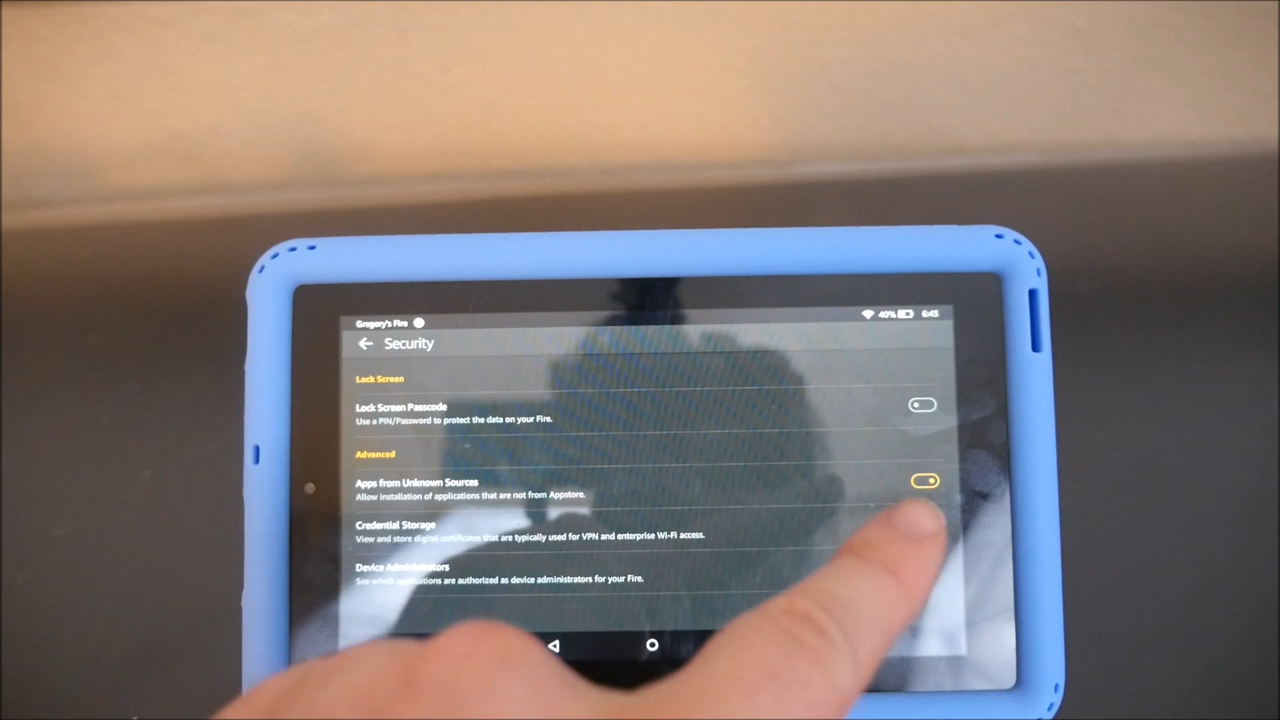 Gregory's Fire
40%
6:43
Security
Lock Screen
Lock Screen Passcode
Use a PIN/Password to protect the data on your Fire.
Advanced
Apps from Unknown Sources
Allow installation of applications that are not from Appstore.
Credential Storage
View and store digital certificates that are typically used for VPN and enterprise Wi-Fi access.
Device Administrators
See which applications are authorized as device administrators for your Fire.